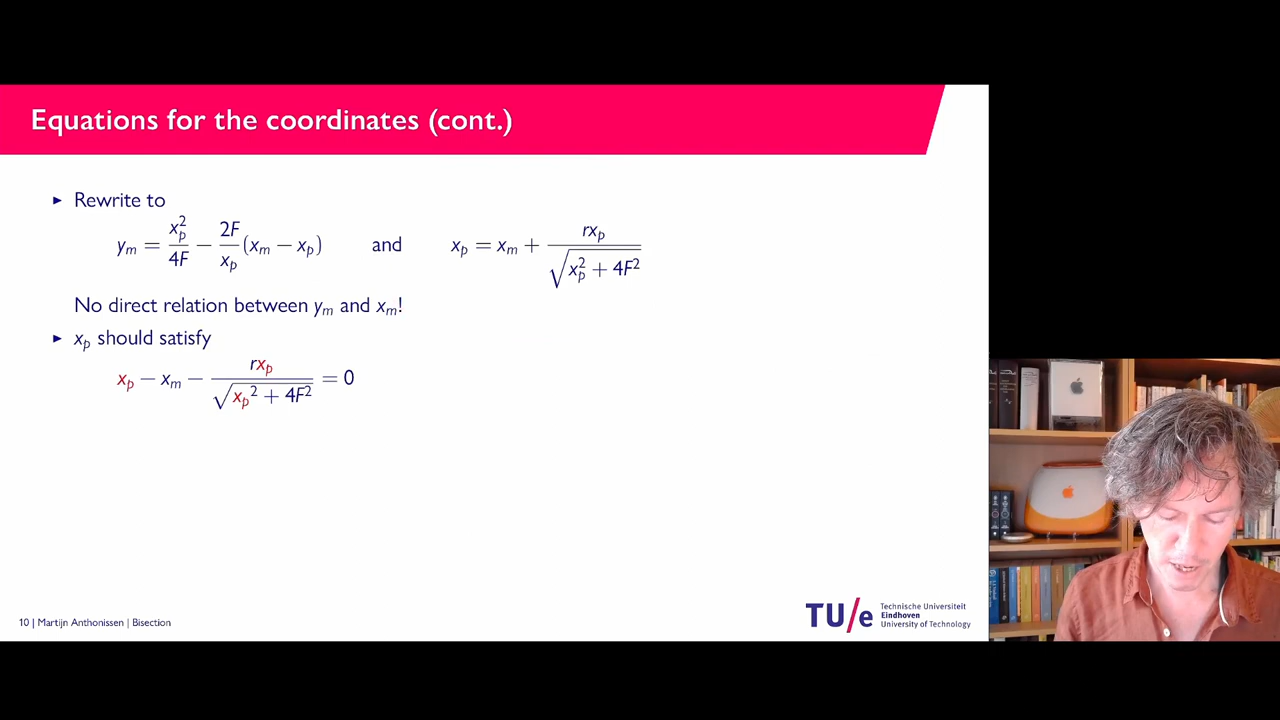 Equations for the coordinates (cont.)
▸ Rewrite to
y_m = x_p^2/4F − 2F/x_p (x_m − x_p) and x_p = x_m + rx_p/√(x_p^2 + 4F^2)
No direct relation between y_m and x_m!
▸ x_p should satisfy
x_p − x_m − rx_p/√(x_p^2 + 4F^2) = 0
10 | Martijn Anthonissen | Bisection
TU/e Technische Universiteit
Eindhoven
University of Technology